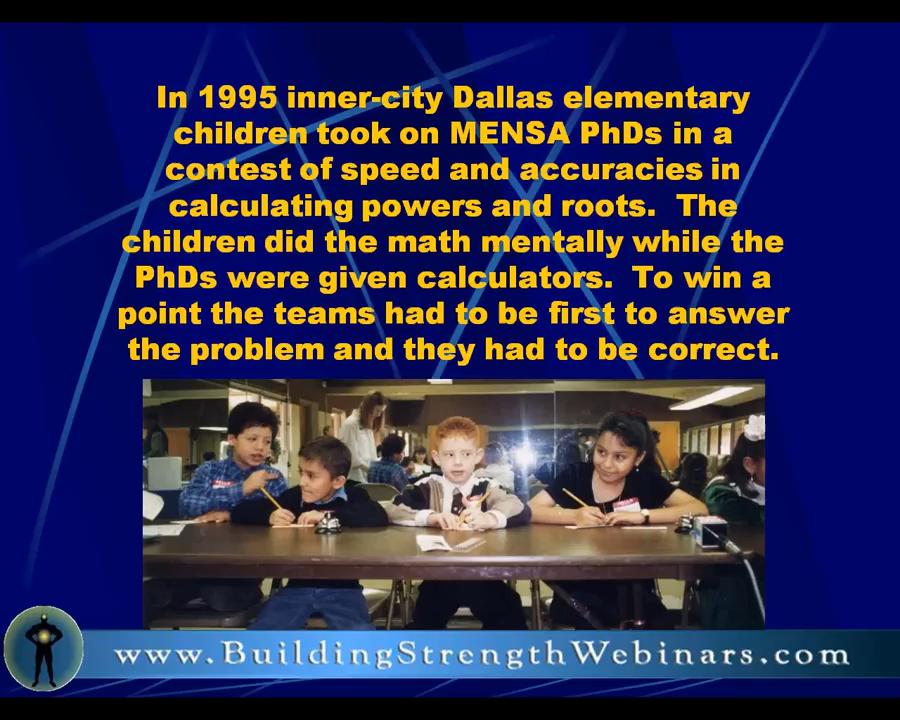 In 1995 inner-city Dallas elementary
children took on MENSA PhDs in a
contest of speed and accuracies in
calculating powers and roots.  The
children did the math mentally while the
PhDs were given calculators.  To win a
point the teams had to be first to answer
the problem and they had to be correct.
www.BuildingStrengthWebinars.com